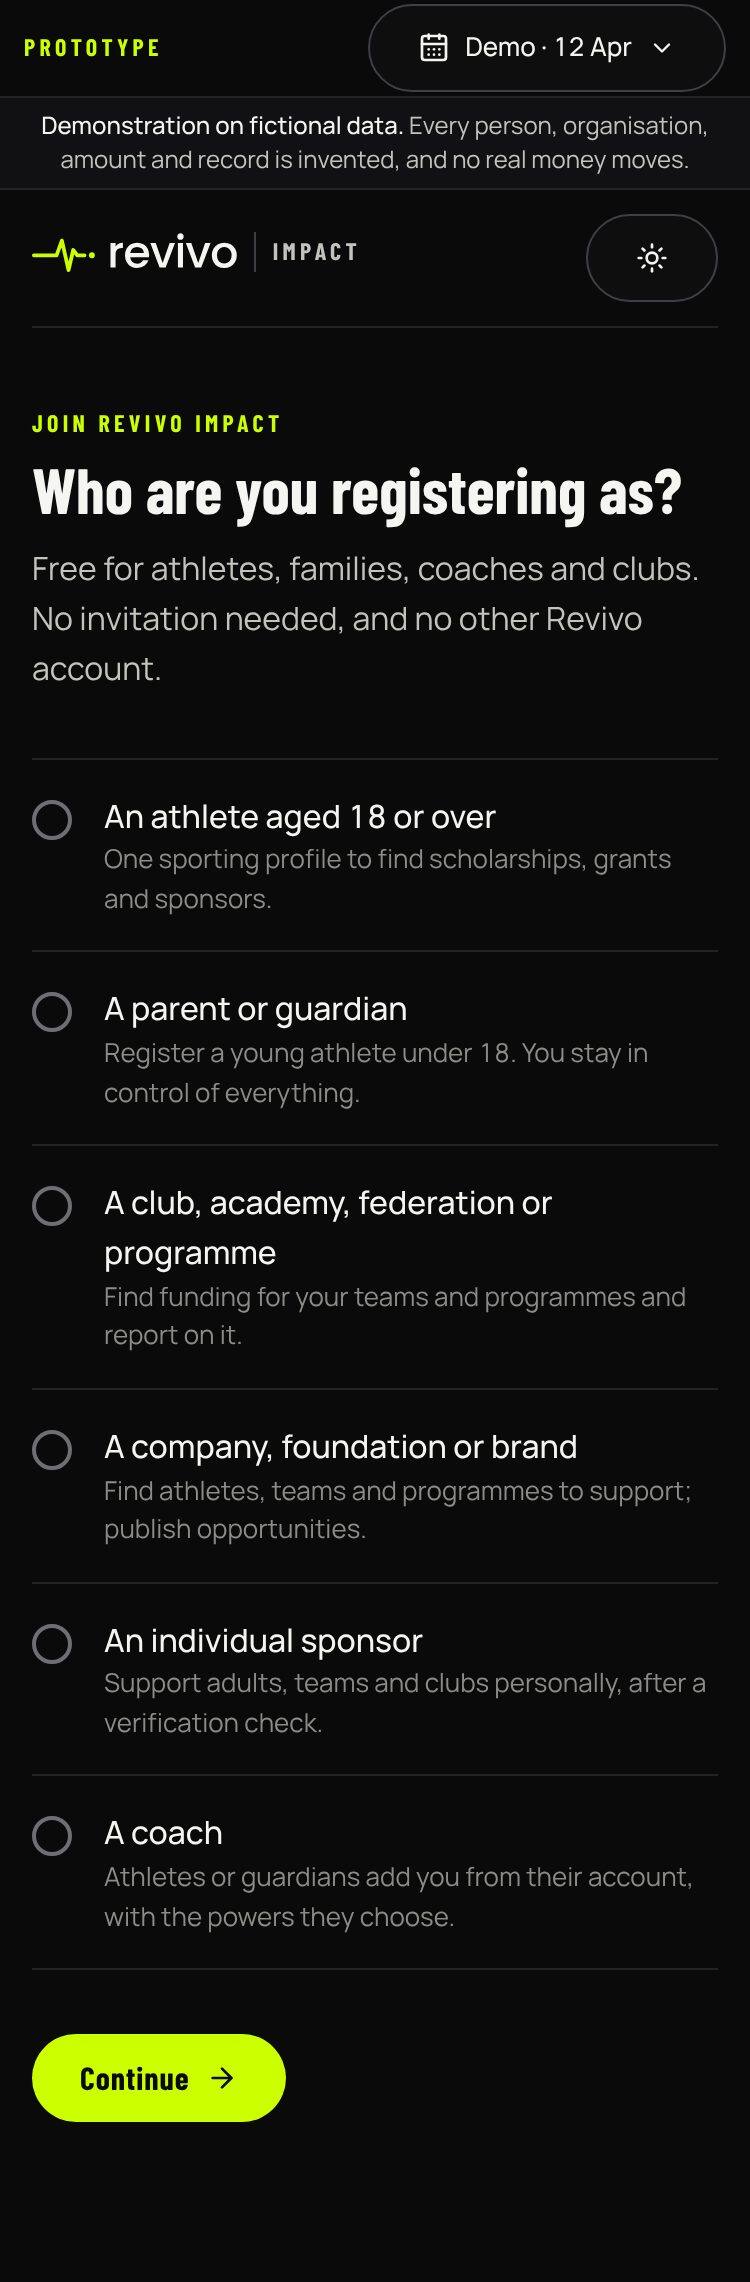 PROTOTYPE
Demo · 12 Apr
Demonstration on fictional data. Every person, organisation,
amount and record is invented, and no real money moves.
revivo IMPACT
JOIN REVIVO IMPACT
Who are you registering as?
Free for athletes, families, coaches and clubs.
No invitation needed, and no other Revivo
account.
An athlete aged 18 or over
One sporting profile to find scholarships, grants
and sponsors.
A parent or guardian
Register a young athlete under 18. You stay in
control of everything.
A club, academy, federation or
programme
Find funding for your teams and programmes and
report on it.
A company, foundation or brand
Find athletes, teams and programmes to support;
publish opportunities.
An individual sponsor
Support adults, teams and clubs personally, after a
verification check.
A coach
Athletes or guardians add you from their account,
with the powers they choose.
Continue